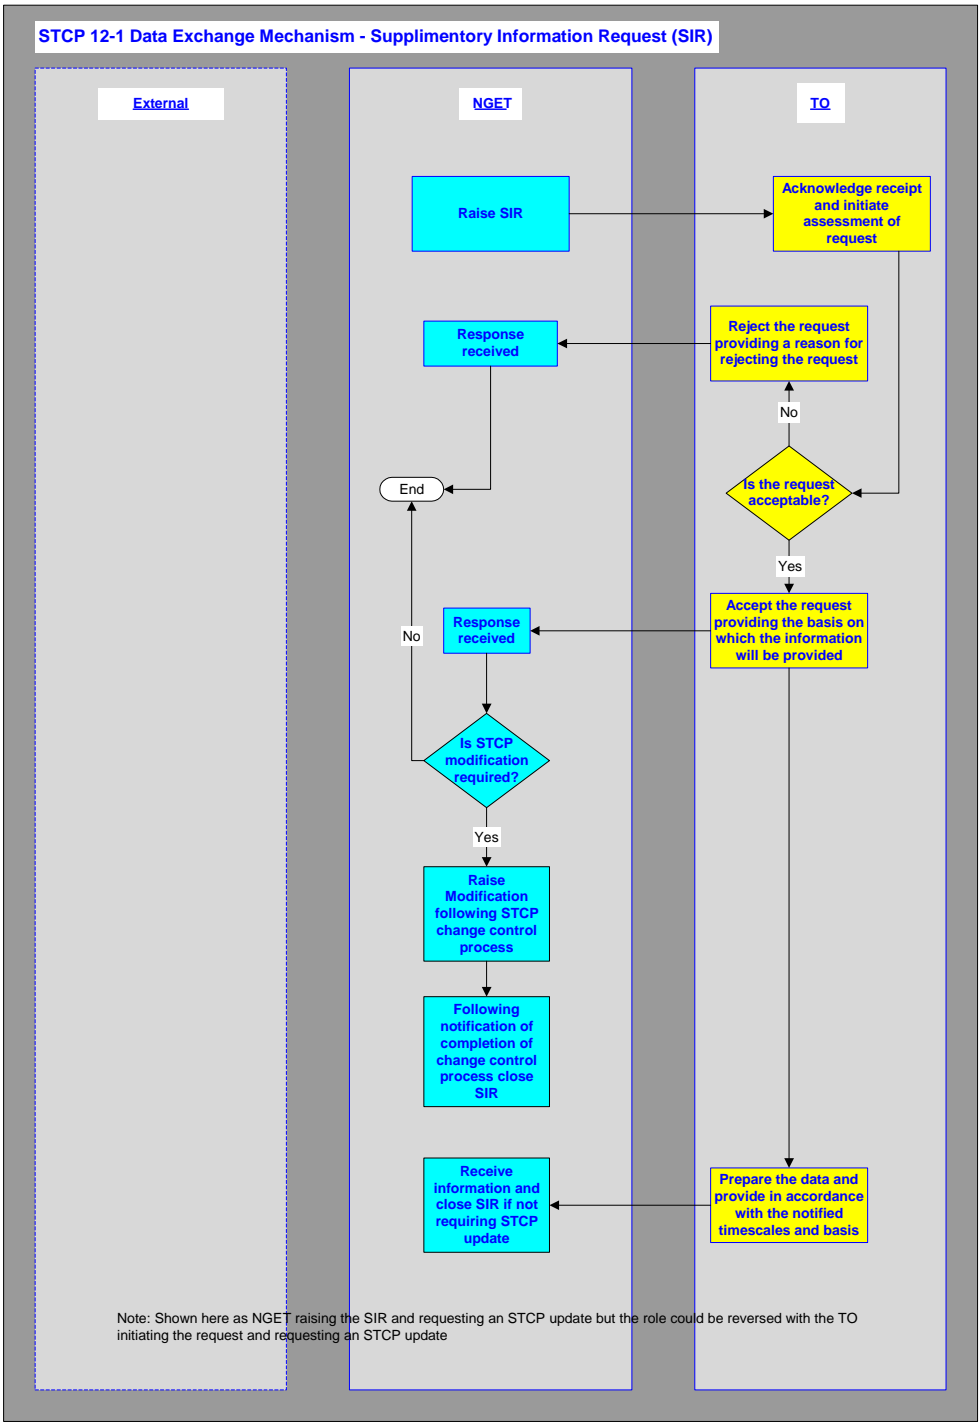 STCP 12-1 Data Exchange Mechanism - Supplimentory Information Request (SIR)
External
NGET
TO
Raise SIR
Acknowledge receipt
and initiate
assessment of
request
Response
received
Reject the request
providing a reason for
rejecting the request
No
End
Is the request
acceptable?
Yes
No
Response
received
Accept the request
providing the basis on
which the information
will be provided
Is STCP
modification
required?
Yes
Raise
Modification
following STCP
change control
process
Following
notification of
completion of
change control
process close
SIR
Receive
information and
close SIR if not
requiring STCP
update
Prepare the data and
provide in accordance
with the notified
timescales and basis
Note: Shown here as NGET raising the SIR and requesting an STCP update but the role could be reversed with the TO
initiating the request and requesting an STCP update